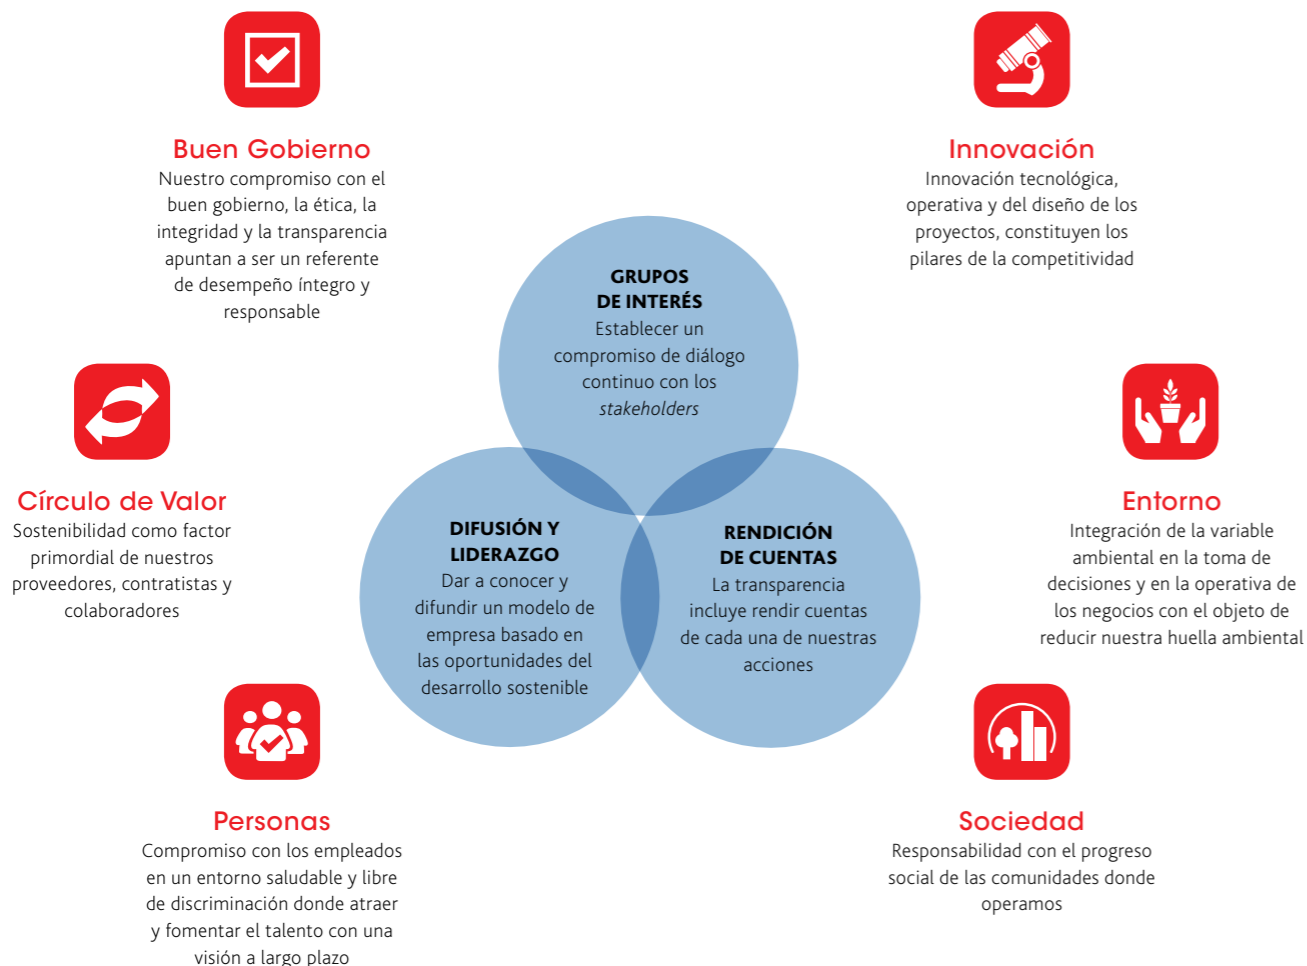 Buen Gobierno
Nuestro compromiso con el
buen gobierno, la ética, la
integridad y la transparencia
apuntan a ser un referente
de desempeño íntegro y
responsable
Innovación
Innovación tecnológica,
operativa y del diseño de los
proyectos, constituyen los
pilares de la competitividad
GRUPOS
DE INTERÉS
Establecer un
compromiso de diálogo
continuo con los
stakeholders
Círculo de Valor
Sostenibilidad como factor
primordial de nuestros
proveedores, contratistas y
colaboradores
DIFUSIÓN Y
LIDERAZGO
Dar a conocer y
difundir un modelo de
empresa basado en
las oportunidades del
desarrollo sostenible
RENDICIÓN
DE CUENTAS
La transparencia
incluye rendir cuentas
de cada una de nuestras
acciones
Entorno
Integración de la variable
ambiental en la toma de
decisiones y en la operativa de
los negocios con el objeto de
reducir nuestra huella ambiental
Personas
Compromiso con los empleados
en un entorno saludable y libre
de discriminación donde atraer
y fomentar el talento con una
visión a largo plazo
Sociedad
Responsabilidad con el progreso
social de las comunidades donde
operamos